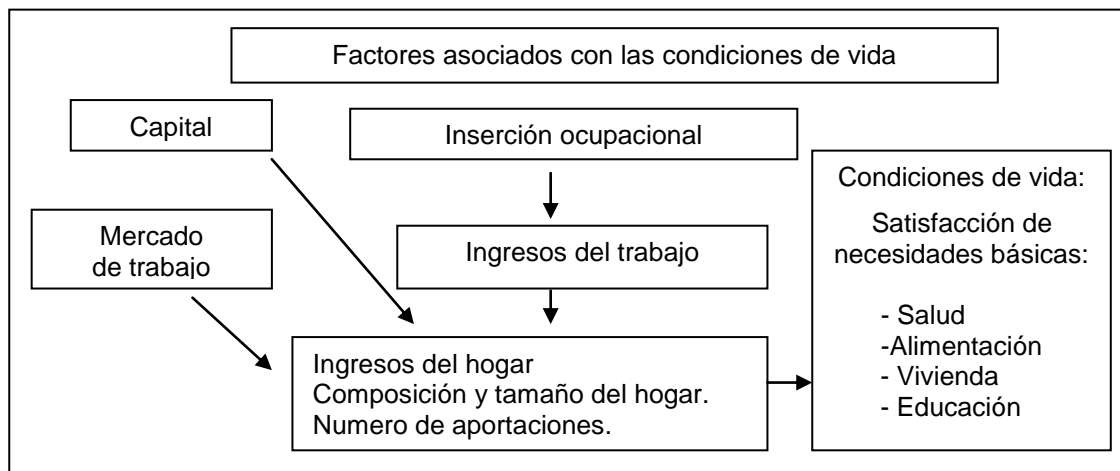 Factores asociados con las condiciones de vida
Capital
Inserción ocupacional
Mercado
de trabajo
Ingresos del trabajo
Ingresos del hogar
Composición y tamaño del hogar.
Numero de aportaciones.
Condiciones de vida:
Satisfacción de
necesidades básicas:
- Salud
-Alimentación
- Vivienda
- Educación